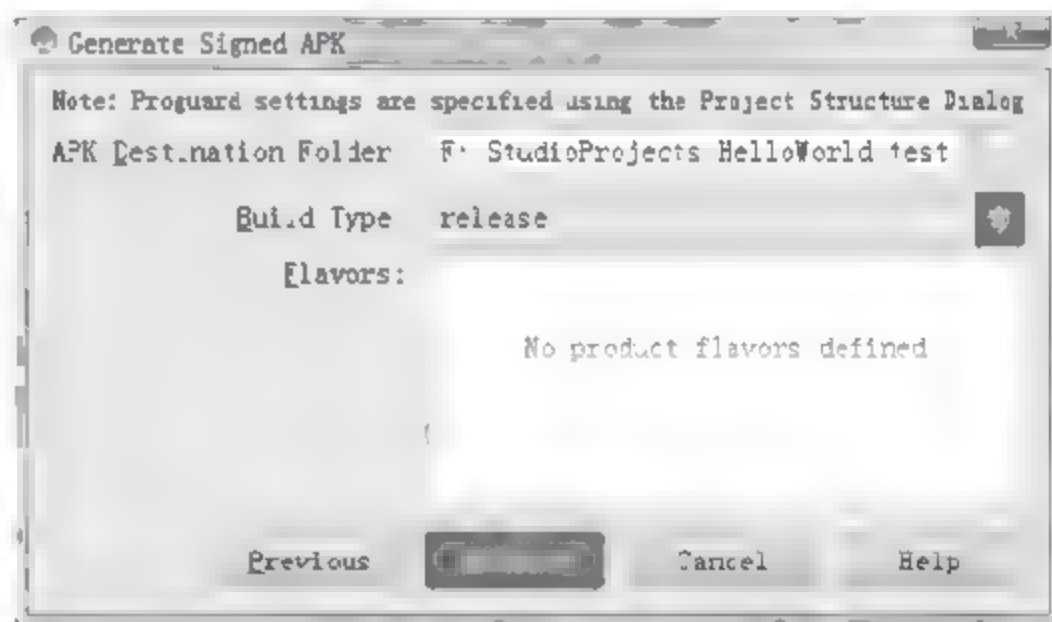 Generate Signed APK
Note: Proguard settings are specified using the Project Structure Dialog
APK Destination Folder F: StudioProjects HelloWorld test
Build Type release
Flavors:
No product flavors defined
Previous Cancel Help